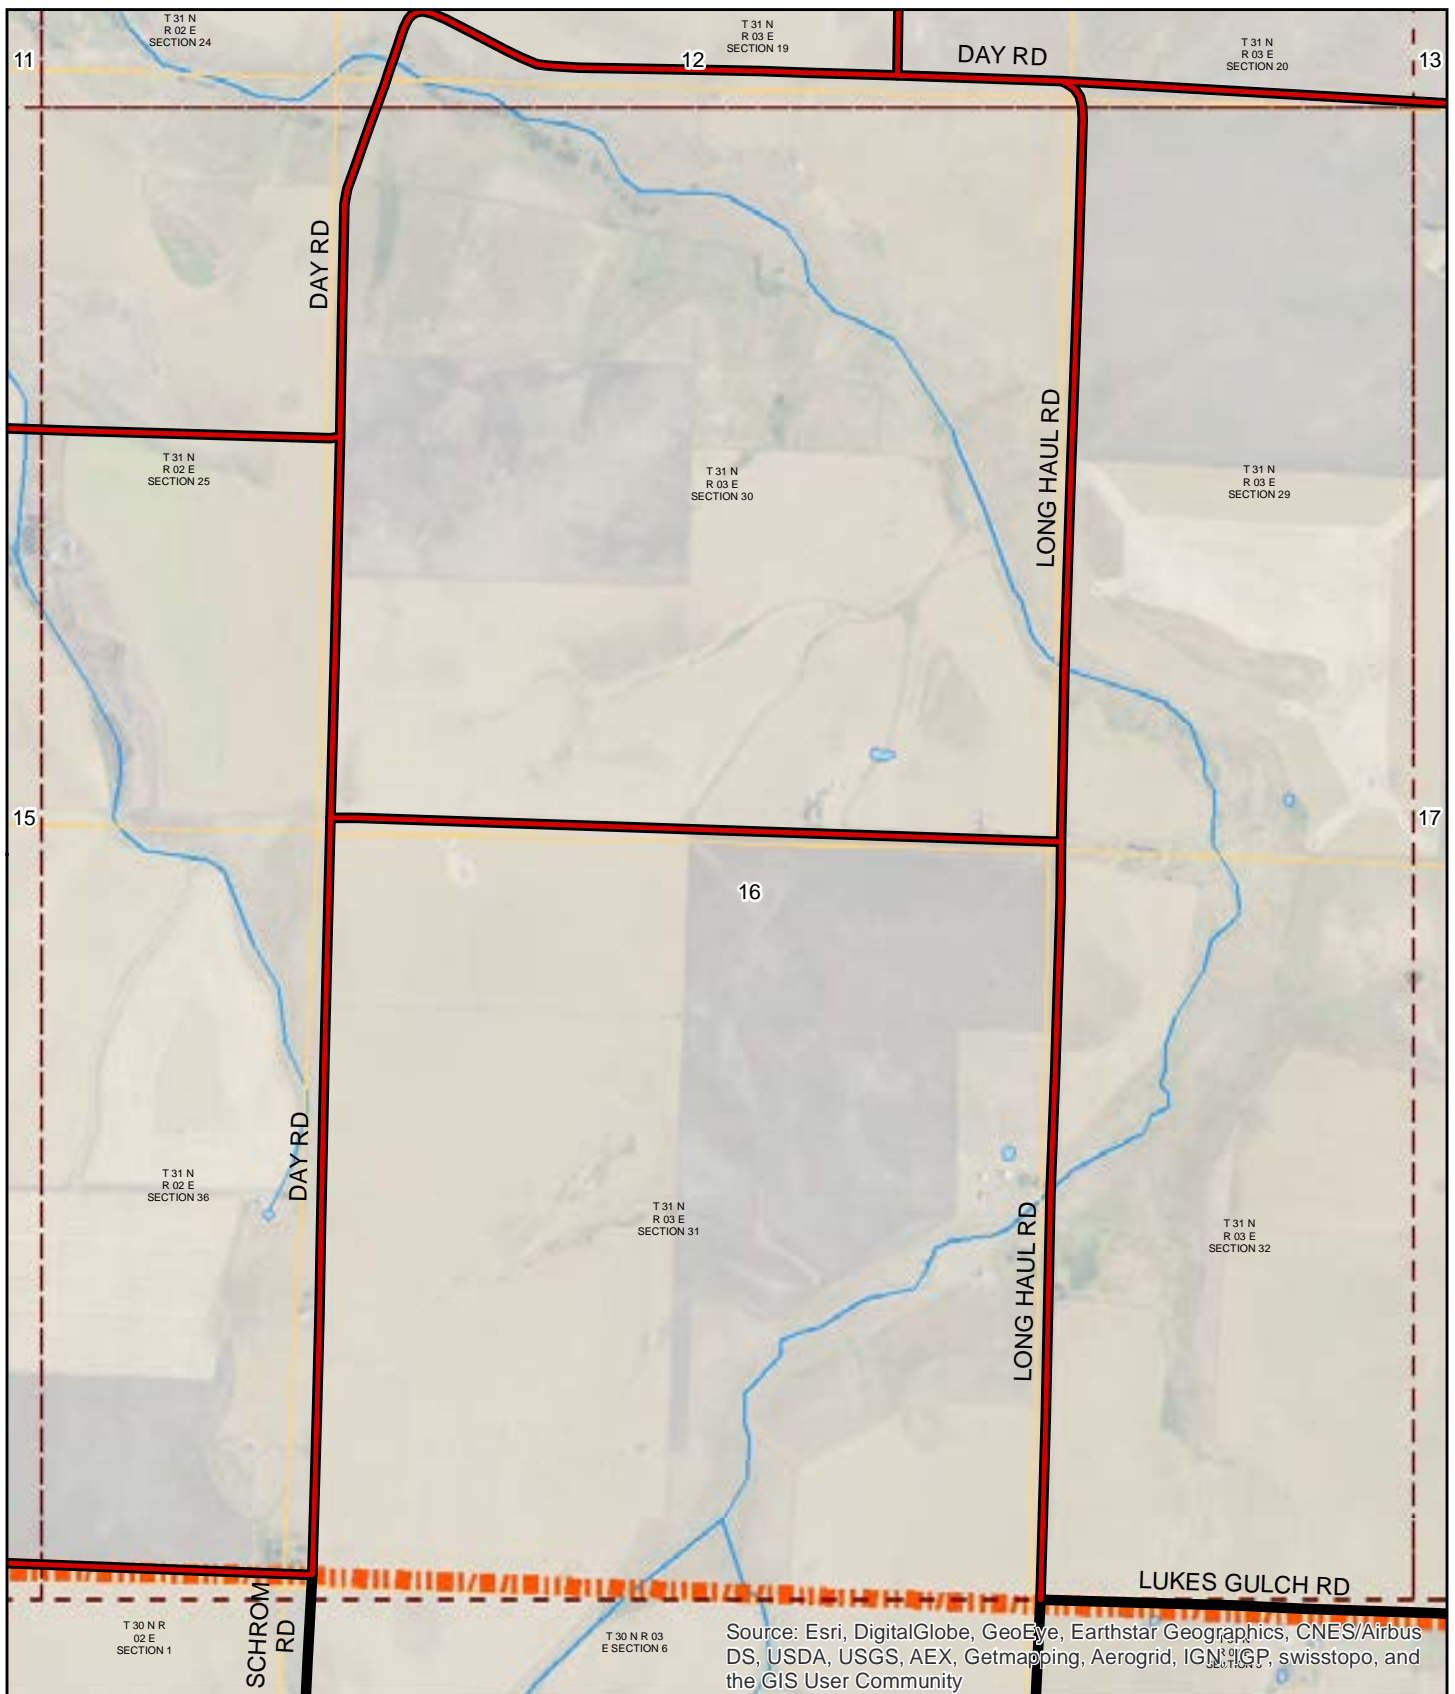 T 31 N
R 02 E
SECTION 24
T 31 N
R 03 E
SECTION 19
T 31 N
R 03 E
SECTION 20
11
12
13
DAY RD
DAY RD
LONG HAUL RD
T 31 N
R 02 E
SECTION 25
T 31 N
R 03 E
SECTION 30
T 31 N
R 03 E
SECTION 29
15
16
17
DAY RD
LONG HAUL RD
T 31 N
R 02 E
SECTION 36
T 31 N
R 03 E
SECTION 31
T 31 N
R 03 E
SECTION 32
LUKES GULCH RD
SCHROM
RD
T 30 N R
02 E
SECTION 1
T 30 N R 03
E SECTION 6
Source: Esri, DigitalGlobe, GeoEye, Earthstar Geographics, CNES/Airbus
DS, USDA, USGS, AEX, Getmapping, Aerogrid, IGN, IGP, swisstopo, and
the GIS User Community